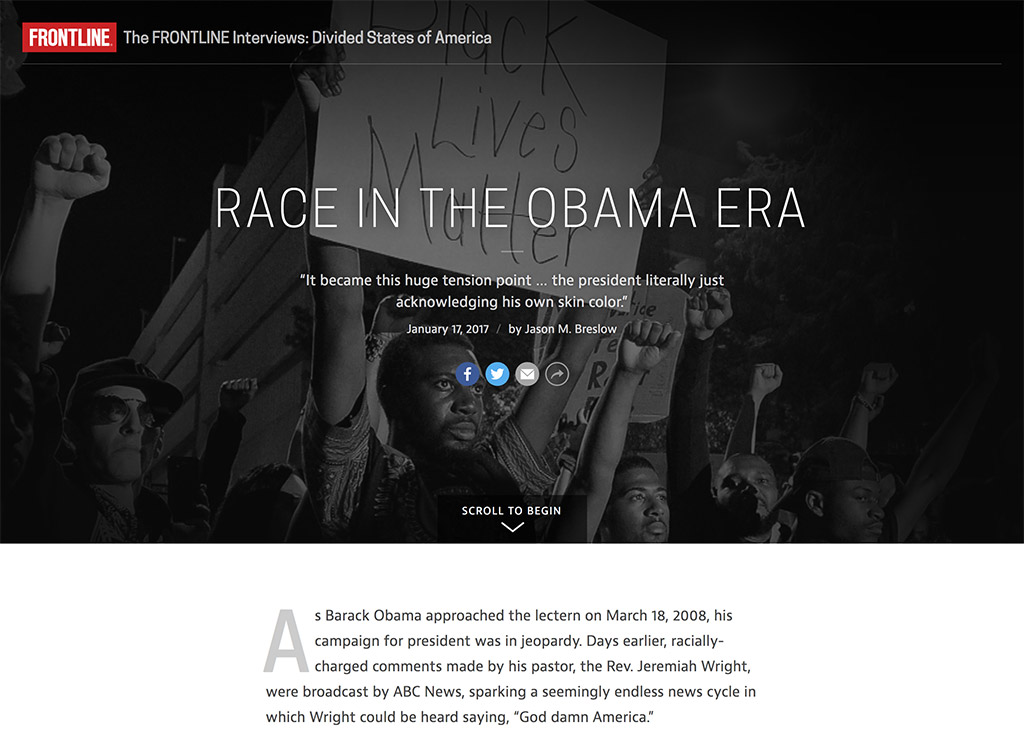 FRONTLINE The FRONTLINE Interviews: Divided States of America
Black
Lives
Matter
RACE IN THE OBAMA ERA
“It became this huge tension point ... the president literally just
acknowledging his own skin color.”
January 17, 2017 / by Jason M. Breslow
SCROLL TO BEGIN
As Barack Obama approached the lectern on March 18, 2008, his
campaign for president was in jeopardy. Days earlier, racially-
charged comments made by his pastor, the Rev. Jeremiah Wright,
were broadcast by ABC News, sparking a seemingly endless news cycle in
which Wright could be heard saying, “God damn America.”